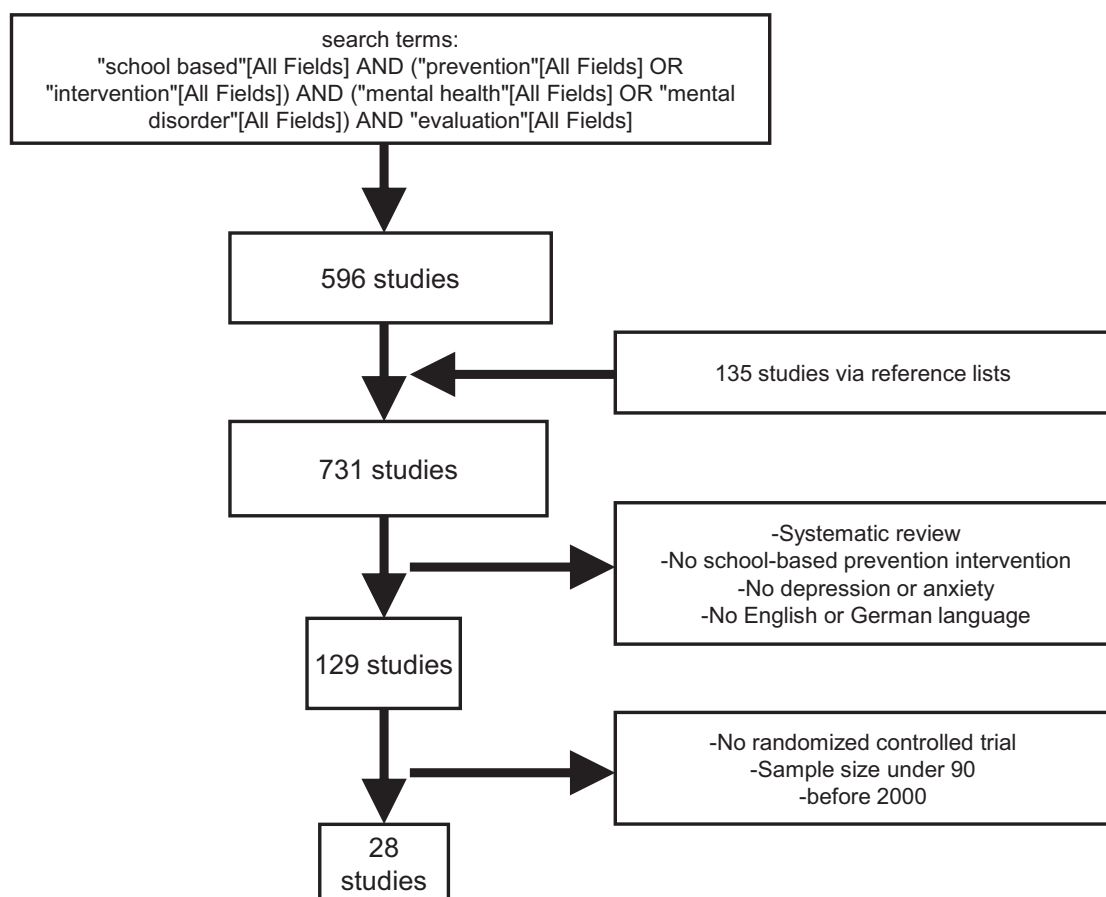 search terms:
"school based"[All Fields] AND ("prevention"[All Fields] OR
"intervention"[All Fields]) AND ("mental health"[All Fields] OR "mental
disorder"[All Fields]) AND "evaluation"[All Fields]
596 studies
135 studies via reference lists
731 studies
-Systematic review
-No school-based prevention intervention
-No depression or anxiety
-No English or German language
129 studies
-No randomized controlled trial
-Sample size under 90
-before 2000
28
studies